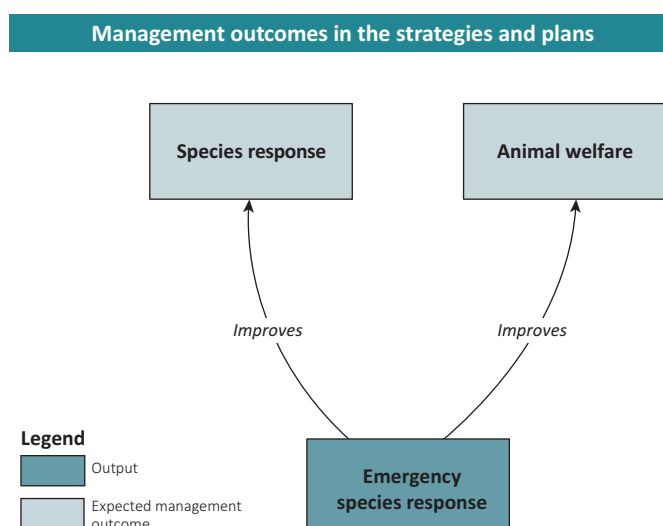 Management outcomes in the strategies and plans
Species response
Animal welfare
Improves
Improves
Legend
Output
Expected management
outcome
Emergency
species response